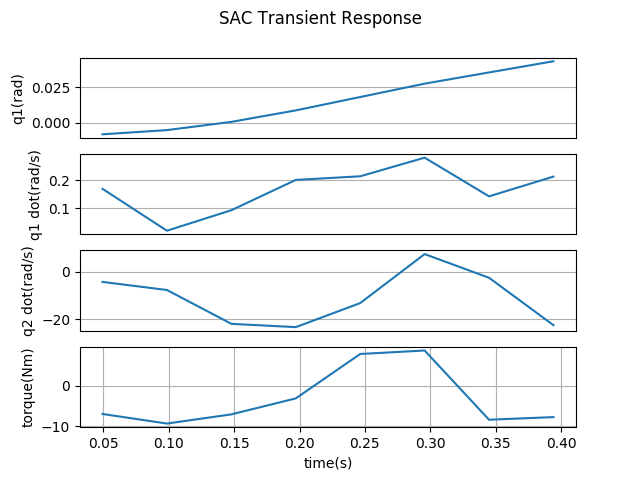 SAC Transient Response
q1(rad)
0.025
0.000
q1 dot(rad/s)
0.2
0.1
q2 dot(rad/s)
0
−20
torque(Nm)
0
−10
0.05 0.10 0.15 0.20 0.25 0.30 0.35 0.40
time(s)